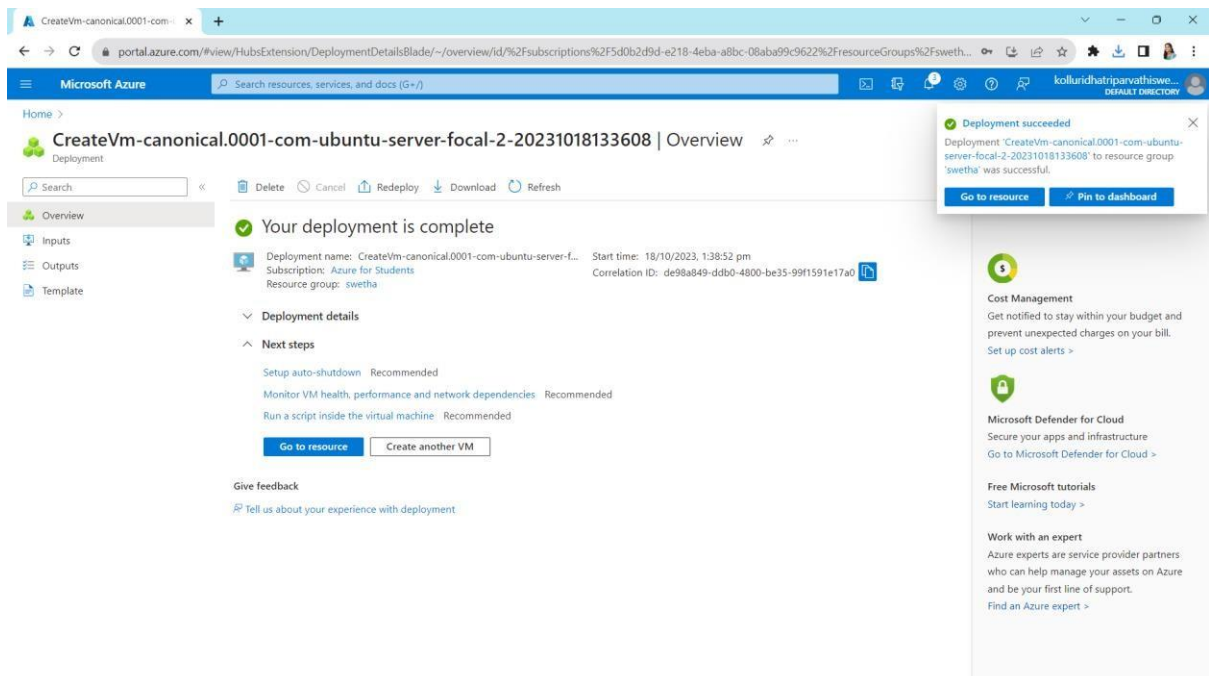 CreateVm-canonical.0001-com-
portal.azure.com/#view/HubsExtension/DeploymentDetailsBlade/~/overview/id/%2Fsubscriptions%2F5d0b2d9d-e218-4eba-a8bc-08aba99c9622%2FresourceGroups%2Fsweth...
Microsoft Azure
Search resources, services, and docs (G+/)
1
kolluridhatriparvathiswe...
DEFAULT DIRECTORY
Home >
CreateVm-canonical.0001-com-ubuntu-server-focal-2-20231018133608 | Overview
Deployment
Search
Overview
Inputs
Outputs
Template
Delete Cancel Redeploy Download Refresh
Your deployment is complete
Deployment name: CreateVm-canonical.0001-com-ubuntu-server-f...
Subscription: Azure for Students
Resource group: swetha
Start time: 18/10/2023, 1:38:52 pm
Correlation ID: de98a849-ddb0-4800-be35-99f1591e17a0
Deployment details
Next steps
Setup auto-shutdown Recommended
Monitor VM health, performance and network dependencies Recommended
Run a script inside the virtual machine Recommended
Go to resource Create another VM
Give feedback
Tell us about your experience with deployment
Deployment succeeded
Deployment 'CreateVm-canonical.0001-com-ubuntu-
server-focal-2-20231018133608' to resource group
'swetha' was successful.
Go to resource Pin to dashboard
Cost Management
Get notified to stay within your budget and
prevent unexpected charges on your bill.
Set up cost alerts >
Microsoft Defender for Cloud
Secure your apps and infrastructure
Go to Microsoft Defender for Cloud >
Free Microsoft tutorials
Start learning today >
Work with an expert
Azure experts are service provider partners
who can help manage your assets on Azure
and be your first line of support.
Find an Azure expert >